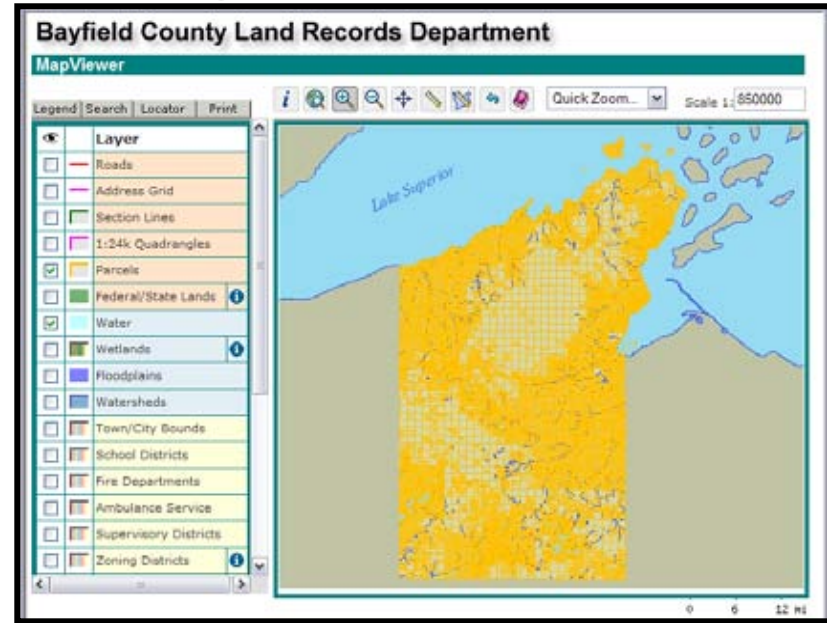 Bayfield County Land Records Department
MapViewer
Legend Search Locator Print
i Quick Zoom... Scale 1: 850000
Layer
Roads
Address Grid
Section Lines
1:24k Quadrangles
Parcels
Federal/State Lands
Water
Wetlands
Floodplains
Watersheds
Town/City Bounds
School Districts
Fire Departments
Ambulance Service
Supervisory Districts
Zoning Districts
Lake Superior
0 6 12 mi